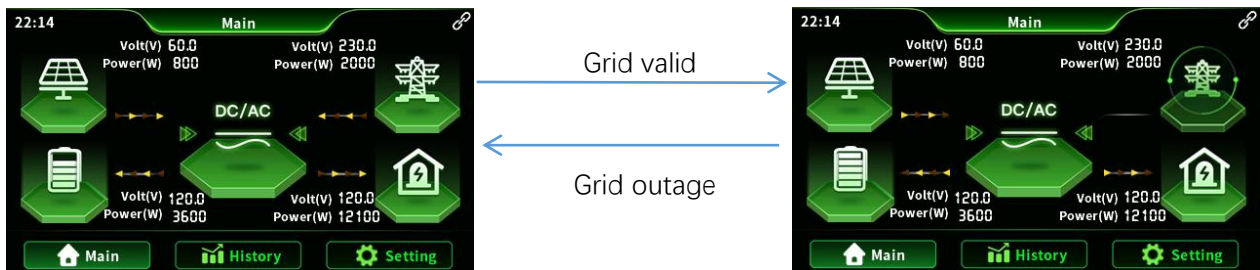 22:14 Main
Volt(V) 60.0 Volt(V) 230.0
Power(W) 800 Power(W) 2000
DC/AC
Volt(V) 120.0 Volt(V) 120.0
Power(W) 3600 Power(W) 12100
Main History Setting
Grid valid
Grid outage
22:14 Main
Volt(V) 60.0 Volt(V) 230.0
Power(W) 800 Power(W) 2000
DC/AC
Volt(V) 120.0 Volt(V) 120.0
Power(W) 3600 Power(W) 12100
Main History Setting